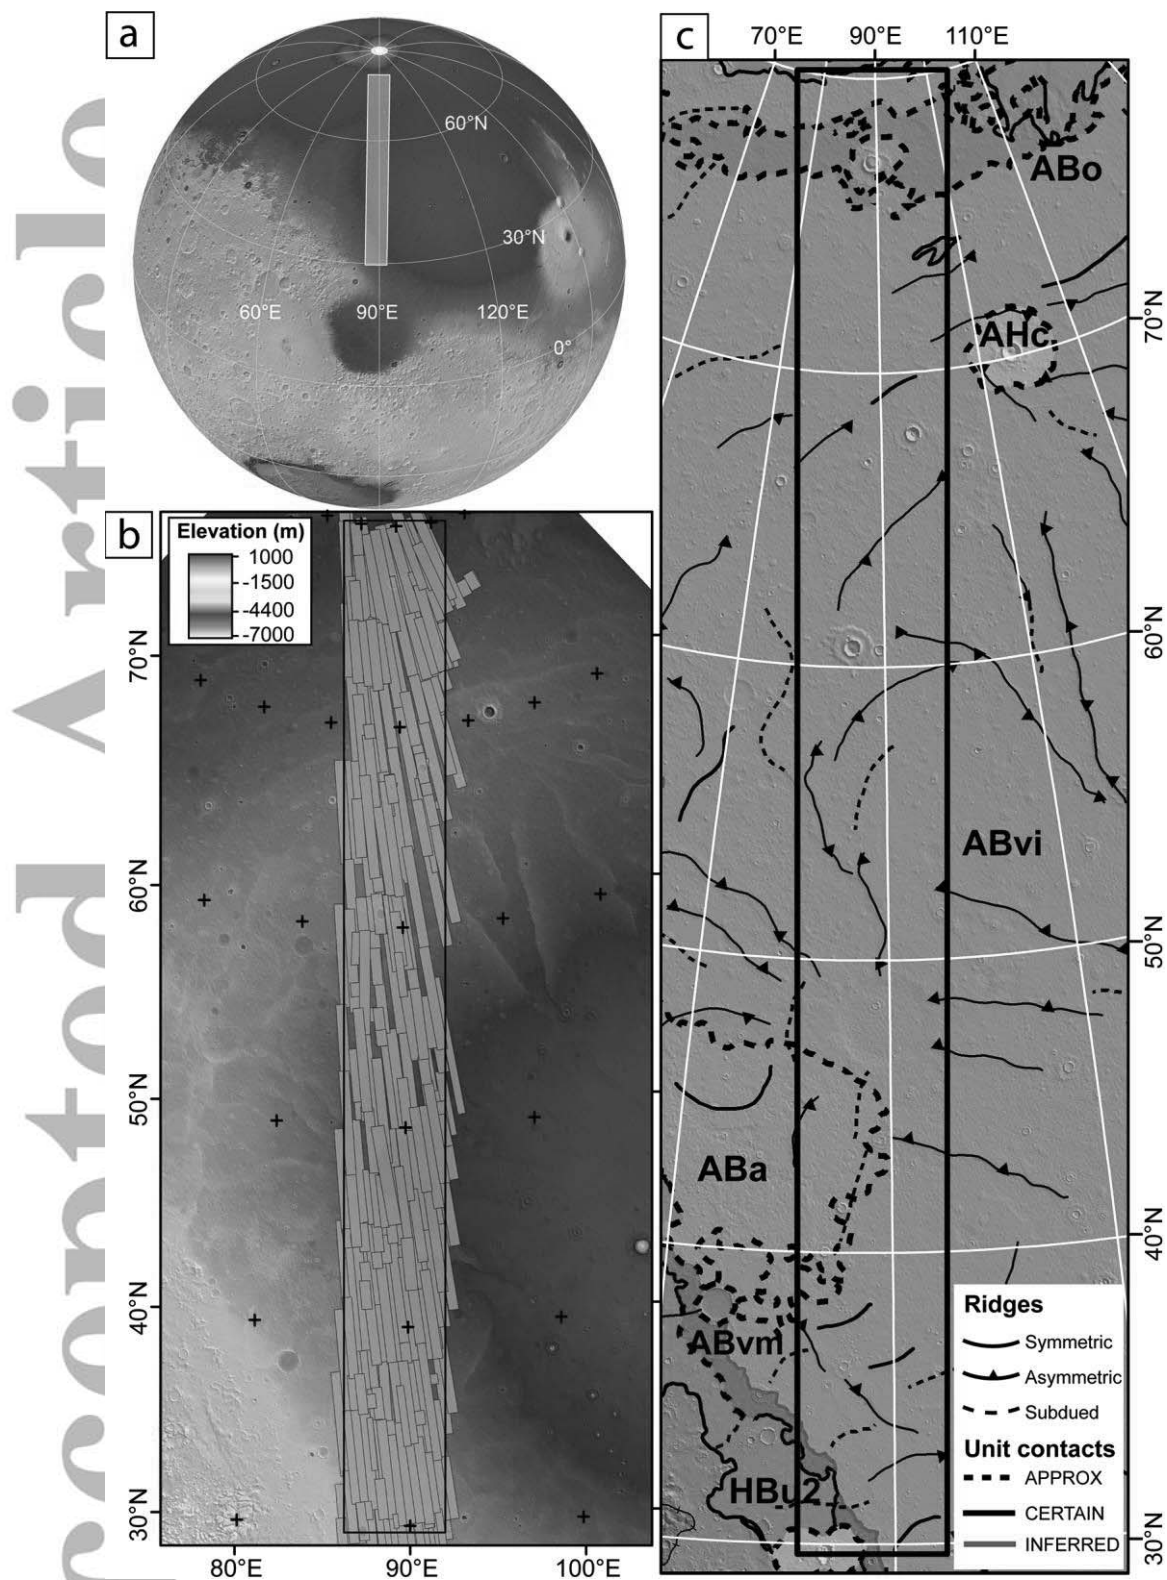 Accepted Article
a
60°N
30°N
60°E
90°E
120°E
0°
b
Elevation (m)
1000
-1500
-4400
-7000
70°N
60°N
50°N
40°N
30°N
80°E
90°E
100°E
c
70°E
90°E
110°E
ABo
AHc
ABvi
ABa
ABvm
HBu2
70°N
60°N
50°N
40°N
30°N
Ridges
Symmetric
Asymmetric
Subdued
Unit contacts
APPROX
CERTAIN
INFERRED